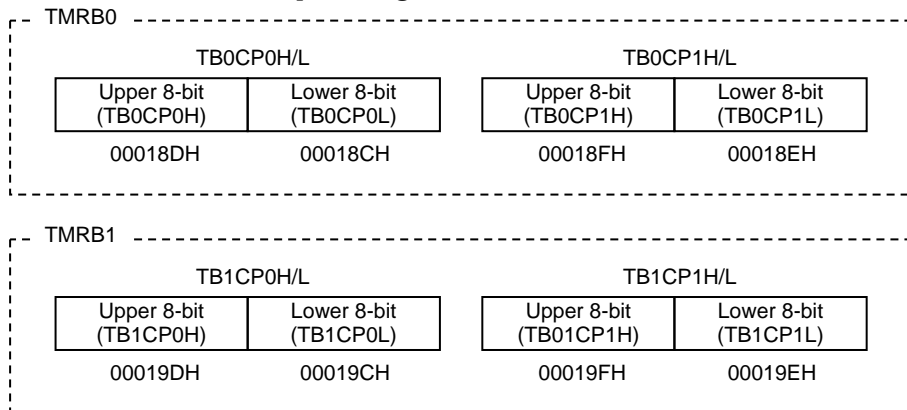 TMRB0
TB0CP0H/L TB0CP1H/L
Upper 8-bit Lower 8-bit Upper 8-bit Lower 8-bit
(TB0CP0H) (TB0CP0L) (TB0CP1H) (TB0CP1L)
00018DH 00018CH 00018FH 00018EH
TMRB1
TB1CP0H/L TB1CP1H/L
Upper 8-bit Lower 8-bit Upper 8-bit Lower 8-bit
(TB1CP0H) (TB1CP0L) (TB01CP1H) (TB1CP1L)
00019DH 00019CH 00019FH 00019EH